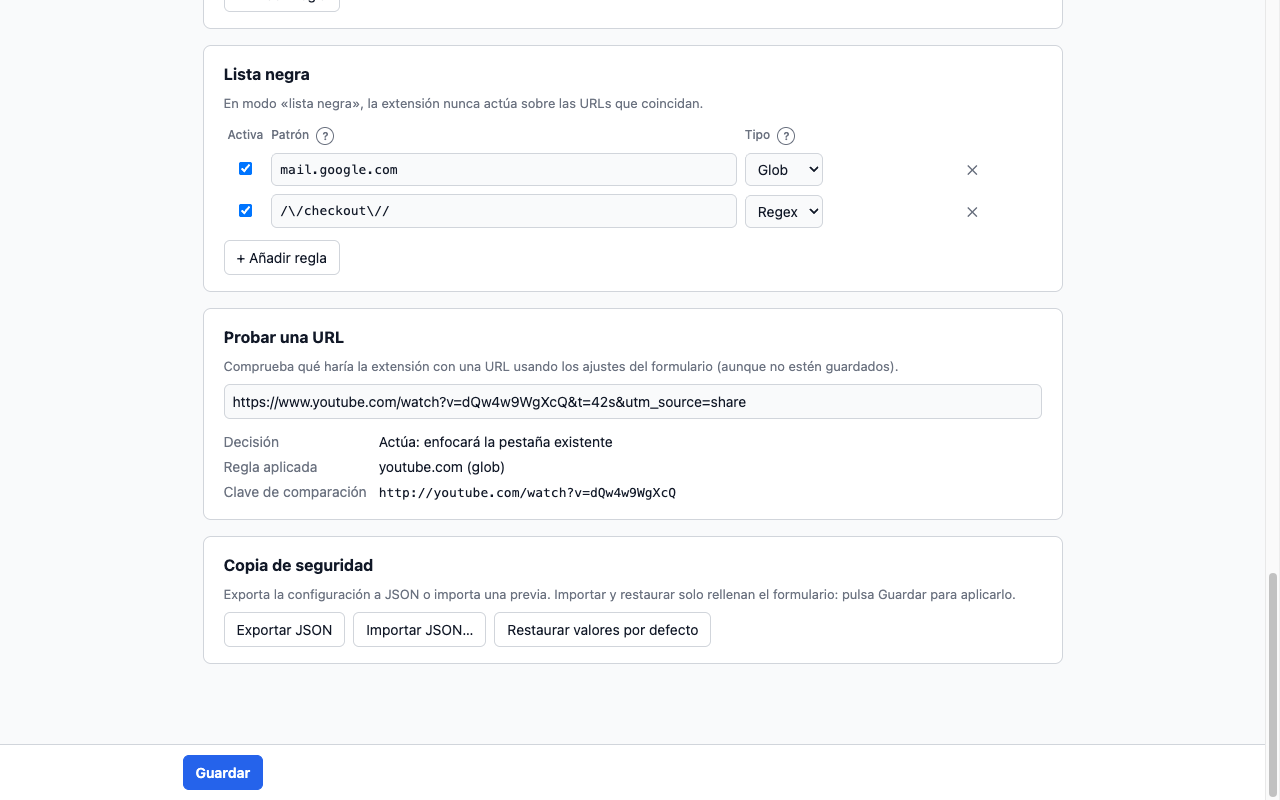 Lista negra
En modo «lista negra», la extensión nunca actúa sobre las URLs que coincidan.
Activa Patrón ? Tipo ?
mail.google.com Glob
/\/checkout\// Regex
+ Añadir regla
Probar una URL
Comprueba qué haría la extensión con una URL usando los ajustes del formulario (aunque no estén guardados).
https://www.youtube.com/watch?v=dQw4w9WgXcQ&t=42s&utm_source=share
Decisión Actúa: enfocará la pestaña existente
Regla aplicada youtube.com (glob)
Clave de comparación http://youtube.com/watch?v=dQw4w9WgXcQ
Copia de seguridad
Exporta la configuración a JSON o importa una previa. Importar y restaurar solo rellenan el formulario: pulsa Guardar para aplicarlo.
Exportar JSON Importar JSON... Restaurar valores por defecto
Guardar